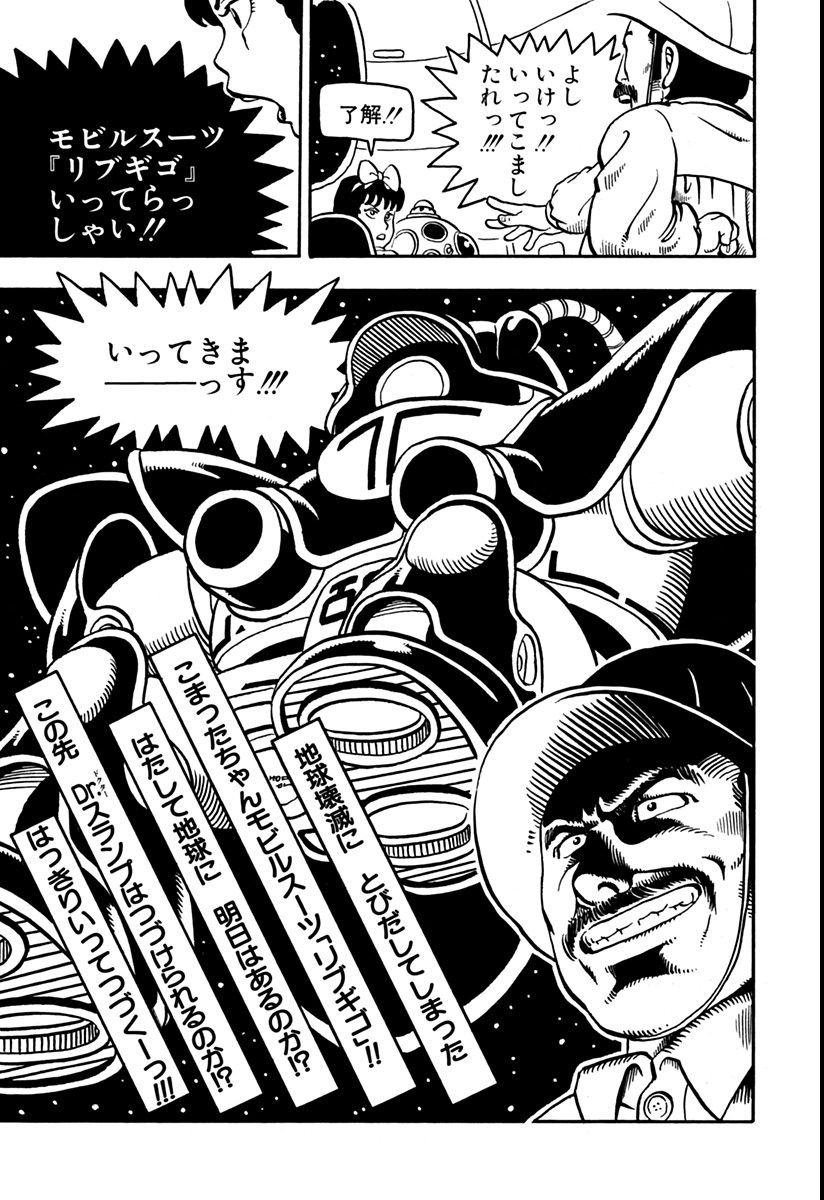 よし
いけっ!!
いってこまし
たれっ!!!
了解!!
モビルスーツ
『リブギゴ』
いってらっ
しゃい!!
いってきま
―――っす!!!
地球壊滅に とびだしてしまった
こまったちゃんモビルスーツ「リブギゴ」!!
はたして地球に 明日はあるのか!?
この先 Dr.スランプはつづけられるのか!?
ドクター
はっきりいってつづくーっ!!!